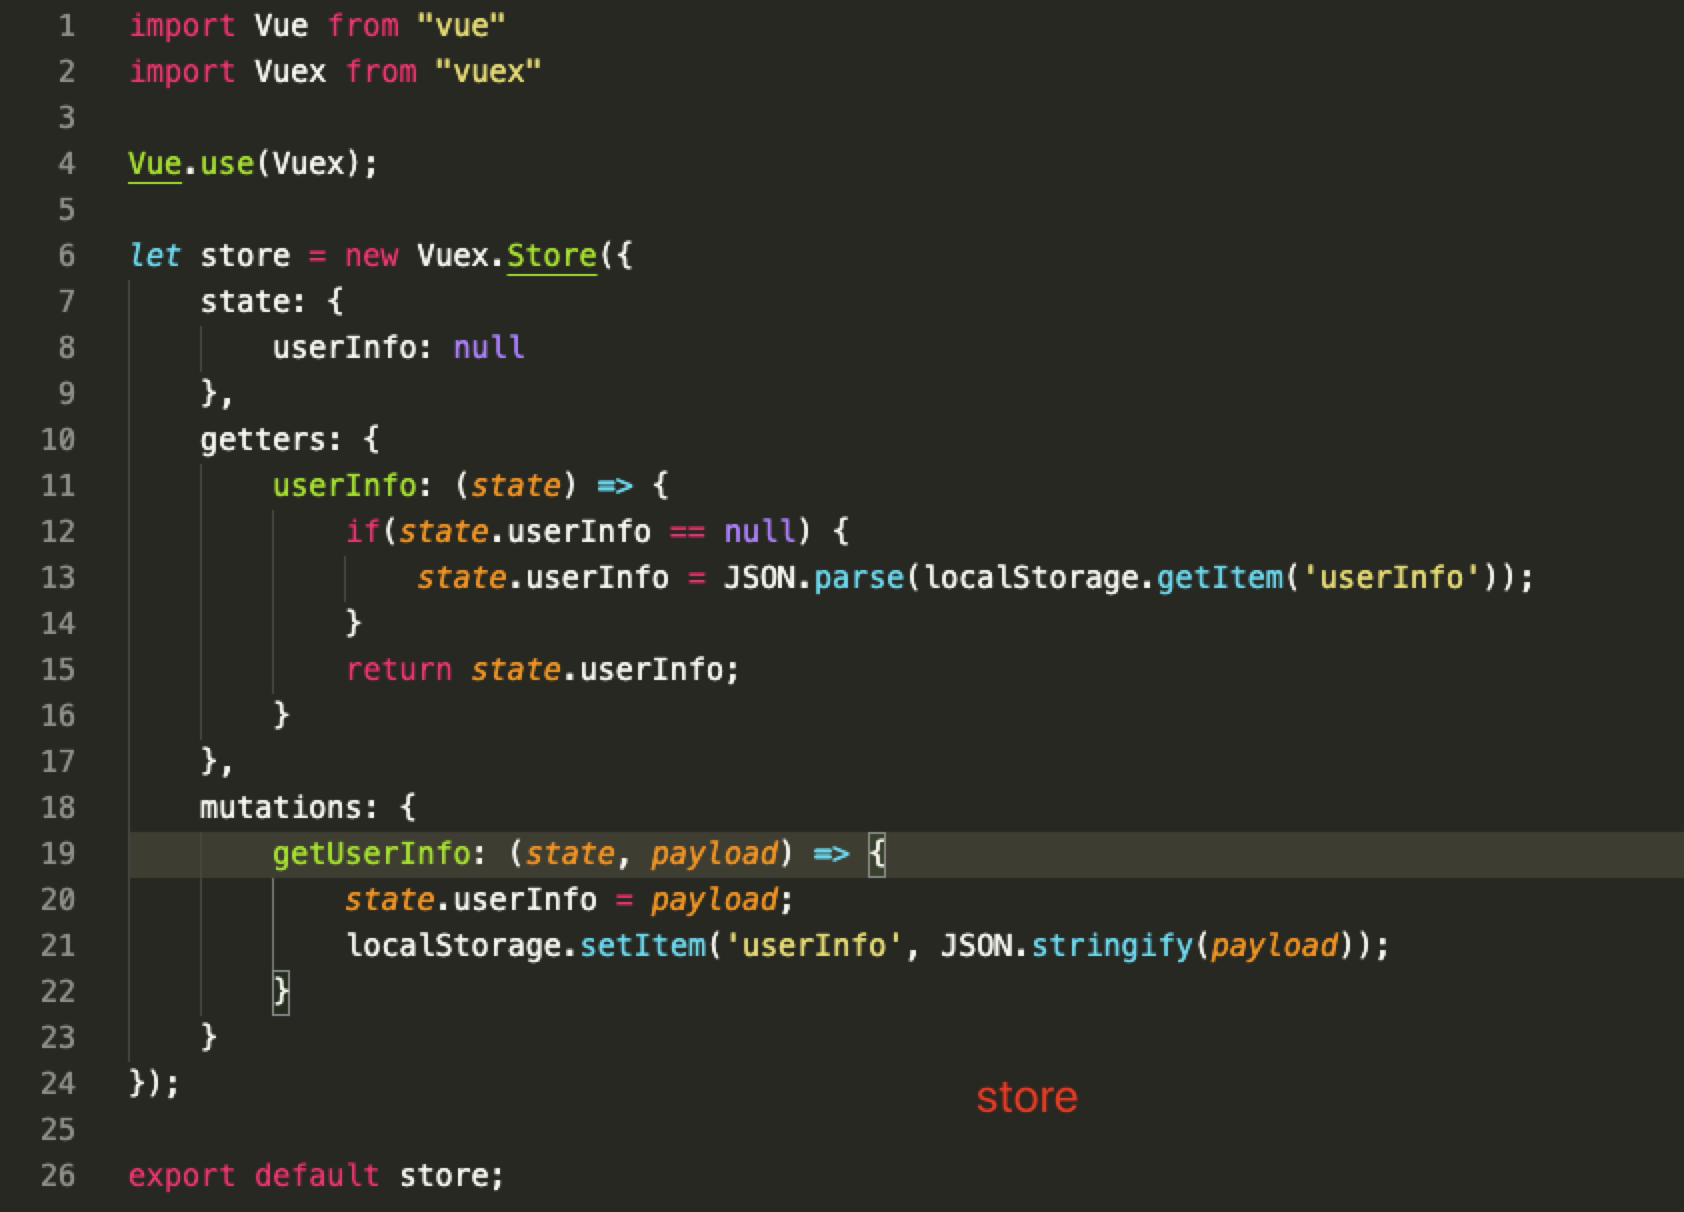 1 import Vue from "vue"
2 import Vuex from "vuex"
3
4 Vue.use(Vuex);
5
6 let store = new Vuex.Store({
7     state: {
8         userInfo: null
9     },
10     getters: {
11         userInfo: (state) => {
12             if(state.userInfo == null) {
13                 state.userInfo = JSON.parse(localStorage.getItem('userInfo'));
14             }
15             return state.userInfo;
16         }
17     },
18     mutations: {
19         getUserInfo: (state, payload) => {
20             state.userInfo = payload;
21             localStorage.setItem('userInfo', JSON.stringify(payload));
22         }
23     }
24 });
store
25
26 export default store;